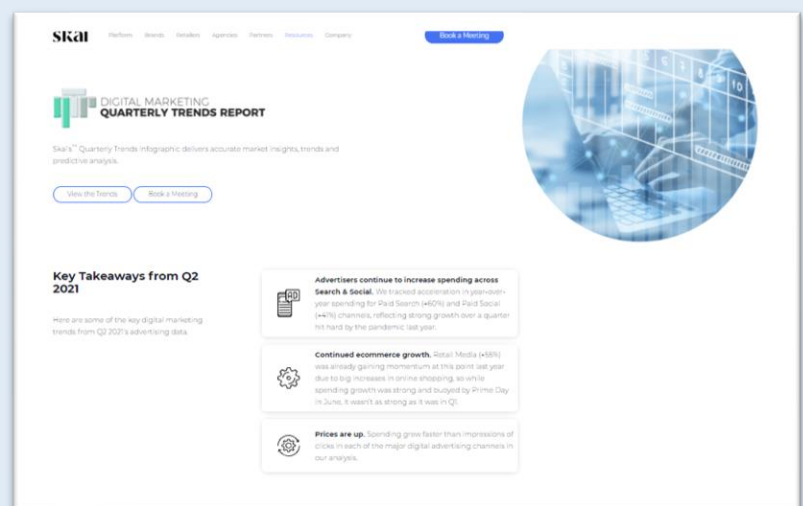 Skai
Platform Brands Retailers Agencies Partners Resources Company
Book a Meeting
DIGITAL MARKETING
QUARTERLY TRENDS REPORT
Skai's™ Quarterly Trends Infographic delivers accurate market insights, trends and
predictive analysis.
View the Trends
Book a Meeting
Key Takeaways from Q2
2021
Here are some of the key digital marketing
trends from Q2 2021's advertising data.
AD
Advertisers continue to increase spending across
Search & Social. We tracked acceleration in year-over-
year spending for Paid Search (+60%) and Paid Social
(+41%) channels, reflecting strong growth over a quarter
hit hard by the pandemic last year.
Continued ecommerce growth. Retail Media
was already gaining momentum at this point last year
due to big increases in online shopping, so while
spending growth was strong and buoyed by Prime Day
in June, it wasn't as strong as it was in Q1.
Prices are up. Spending grew faster than impressions of
clicks in each of the major digital advertising channels in
our analysis.